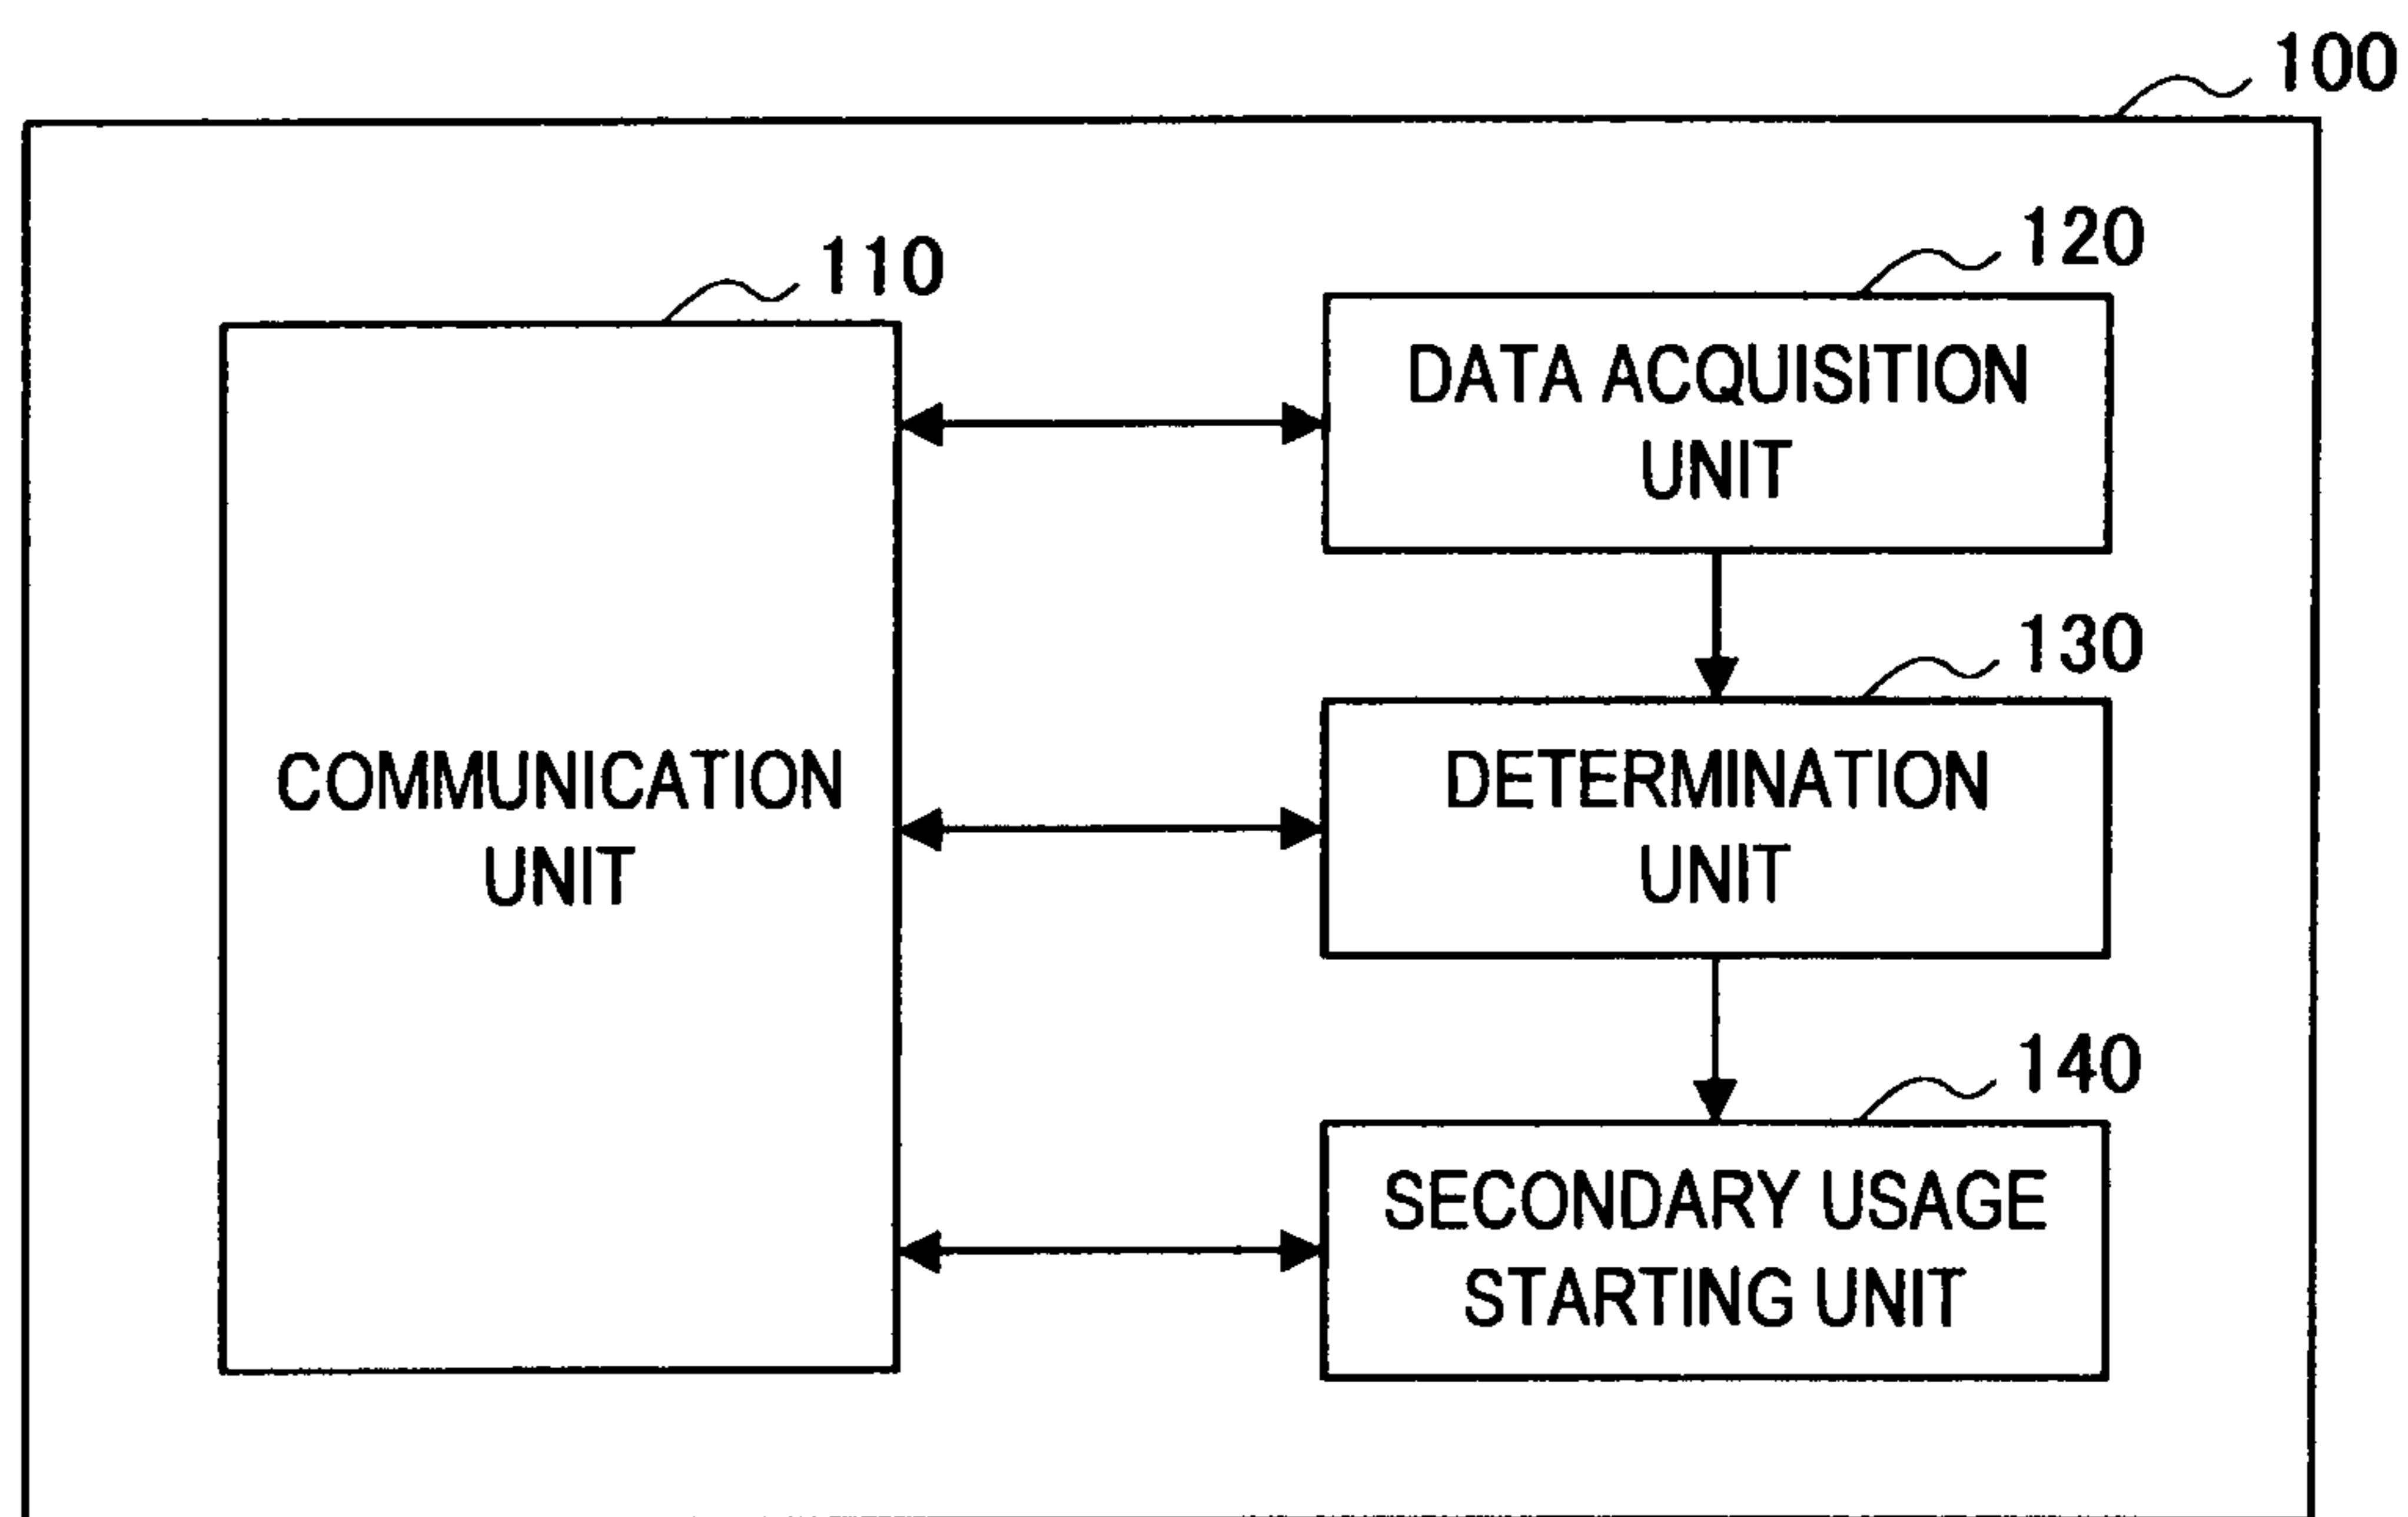 100
110
120
DATA ACQUISITION
UNIT
130
COMMUNICATION
UNIT
DETERMINATION
UNIT
140
SECONDARY USAGE
STARTING UNIT